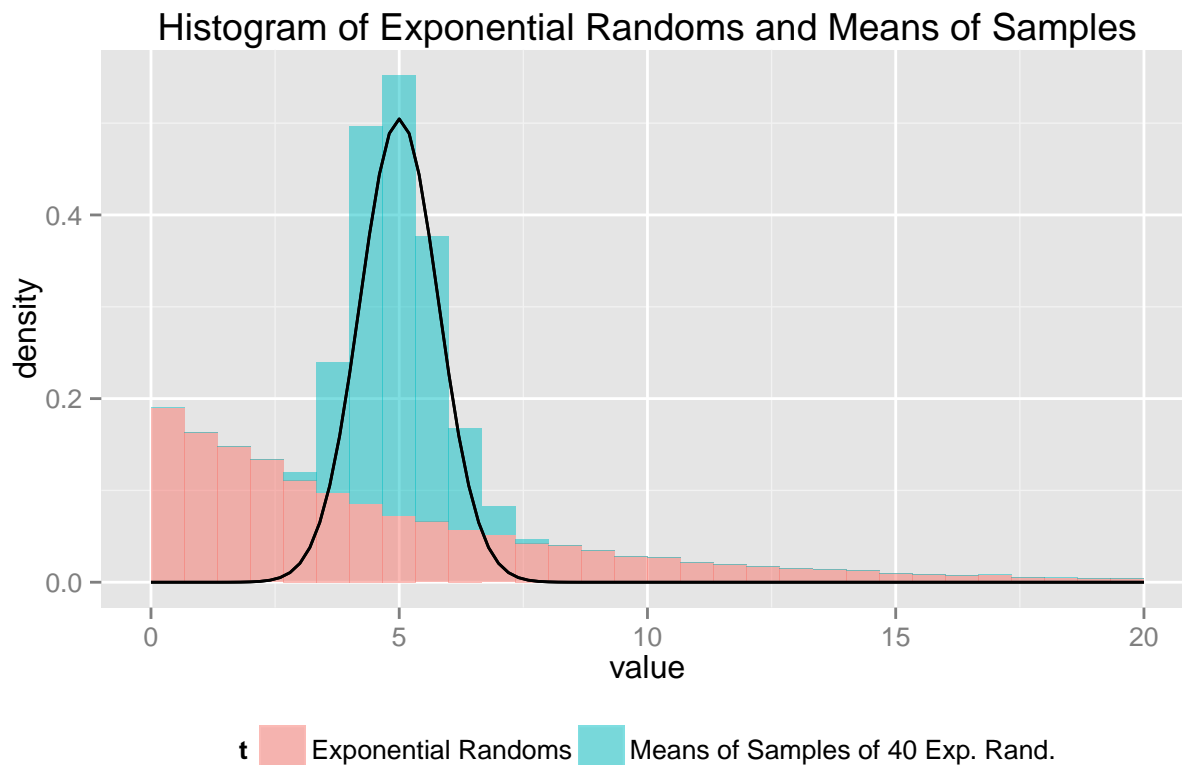 Histogram of Exponential Randoms and Means of Samples
density
0.4
0.2
0.0
0 5 10 15 20
value
t Exponential Randoms Means of Samples of 40 Exp. Rand.